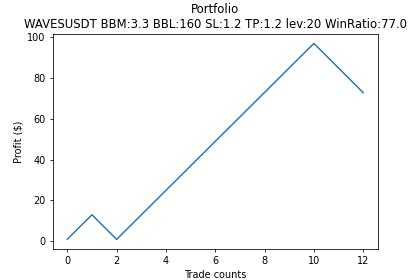 Portfolio
WAVESUSDT BBM:3.3 BBL:160 SL:1.2 TP:1.2 lev:20 WinRatio:77.0
100
80
60
40
20
0
Profit ($)
0 2 4 6 8 10 12
Trade counts